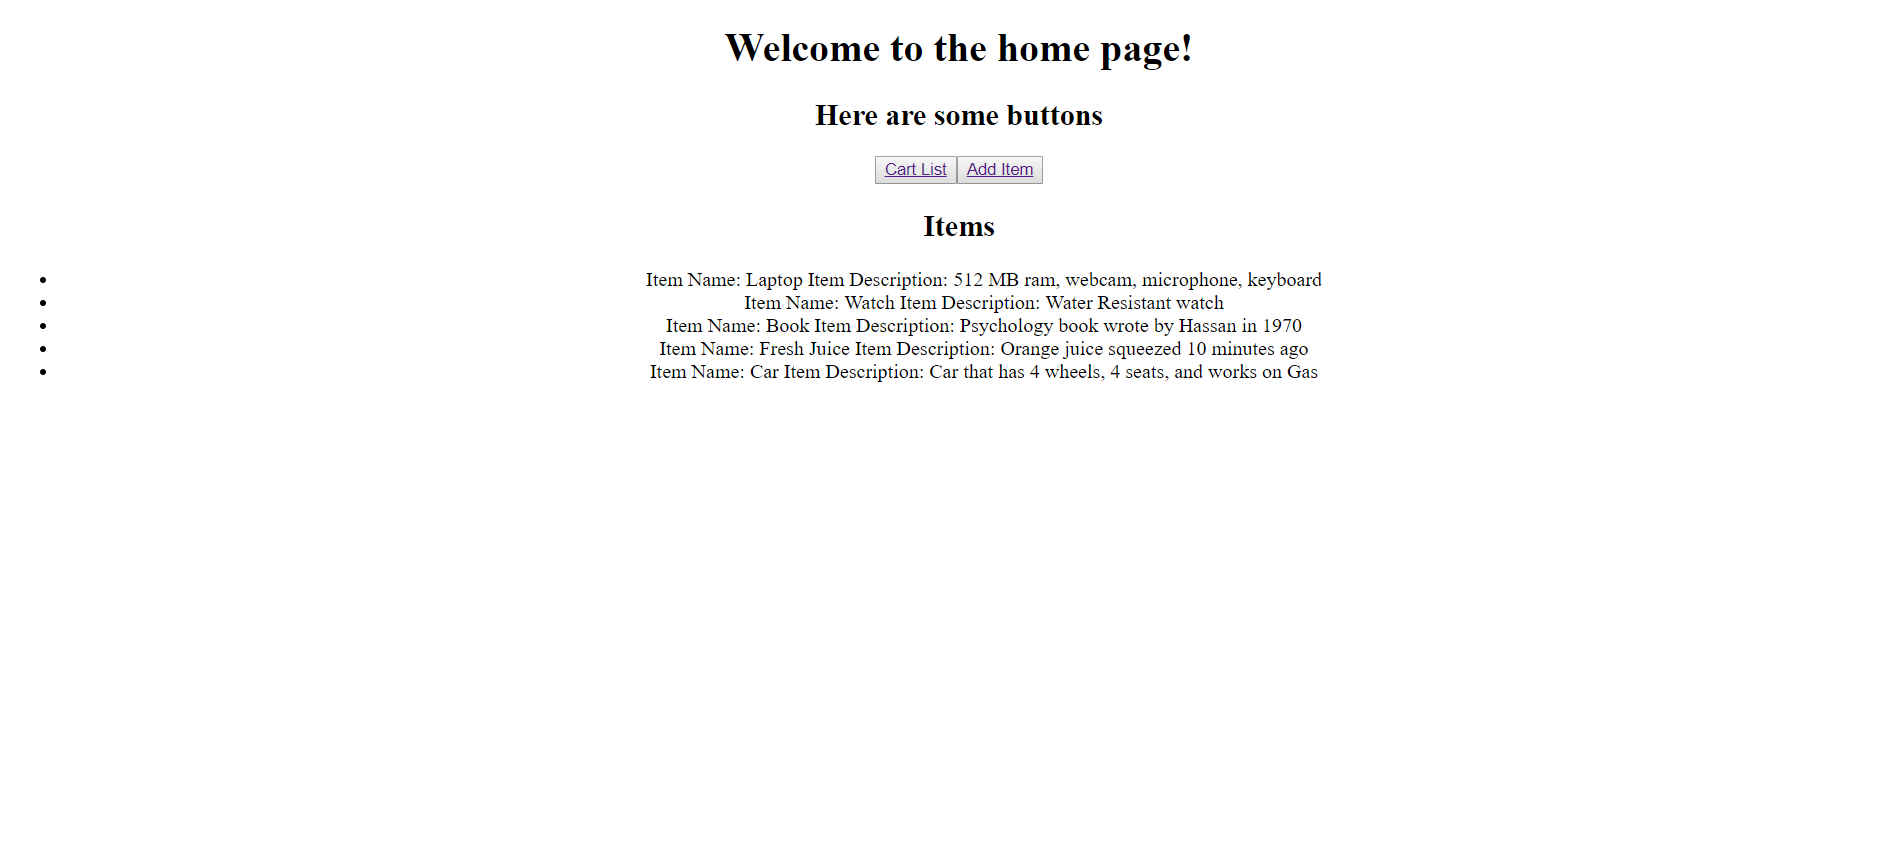 Welcome to the home page!
Here are some buttons
Cart List Add Item
Items
Item Name: Laptop Item Description: 512 MB ram, webcam, microphone, keyboard
Item Name: Watch Item Description: Water Resistant watch
Item Name: Book Item Description: Psychology book wrote by Hassan in 1970
Item Name: Fresh Juice Item Description: Orange juice squeezed 10 minutes ago
Item Name: Car Item Description: Car that has 4 wheels, 4 seats, and works on Gas